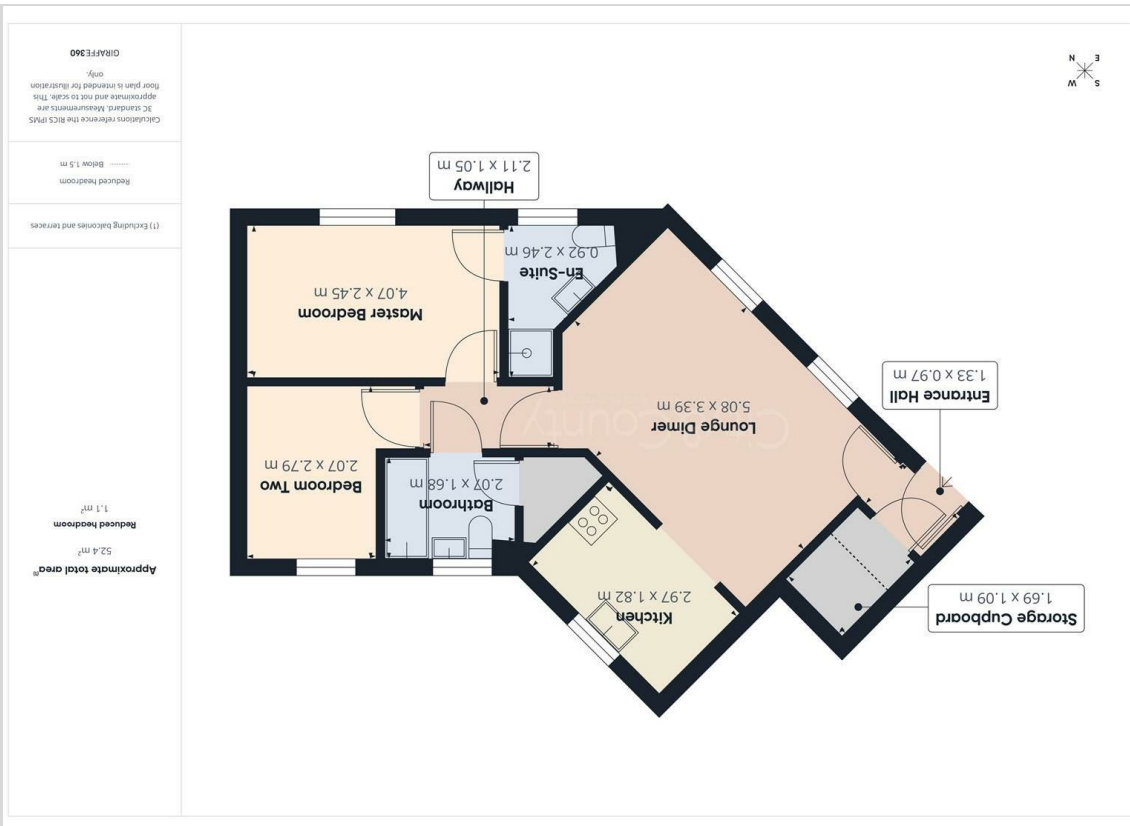 Storage Cupboard
1.69 x 1.09 m
Kitchen
2.97 x 1.82 m
Bathroom
2.07 x 1.68 m
Bedroom Two
2.07 x 2.79 m
Entrance Hall
1.33 x 0.97 m
Lounge Dimer
5.08 x 3.39 m
Master Bedroom
4.07 x 2.45 m
En-Suite
0.92 x 2.46 m
Hallway
2.11 x 1.05 m
S W
E N
Approximate total area⁽¹⁾
52.4 m²
Reduced headroom
1.1 m²
(1) Excluding balconies and terraces
Reduced headroom
........ Below 1.5 m
Calculations reference the RICS IPMS
3C standard. Measurements are
approximate and not to scale. This
floor plan is intended for illustration
only.
GIRAFFE360